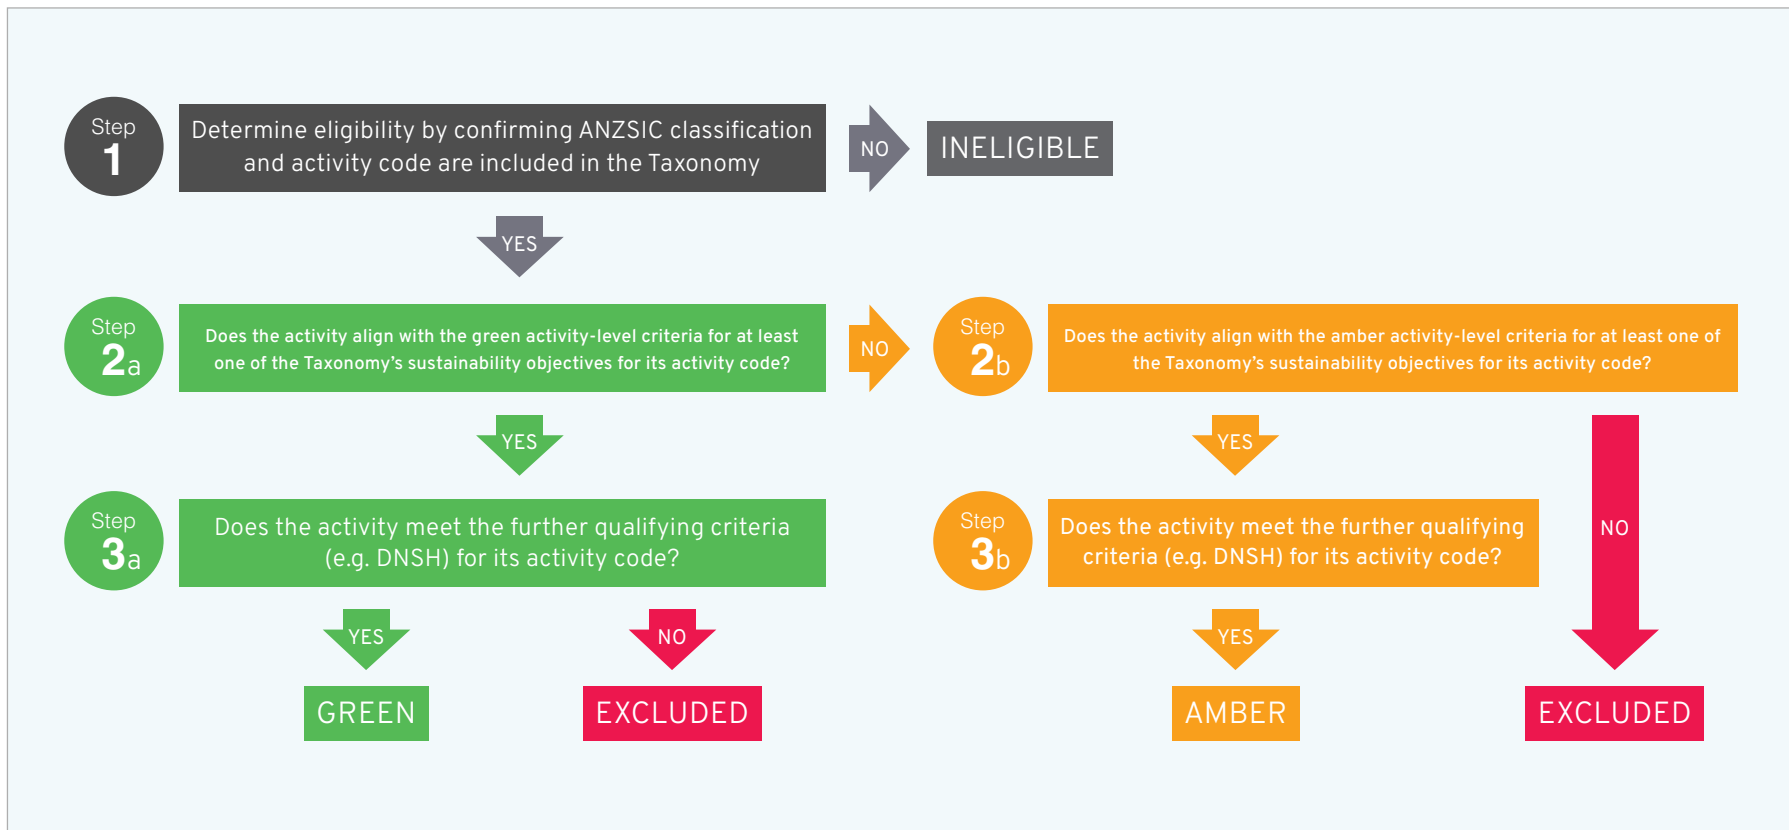 Step
1
Determine eligibility by confirming ANZSIC classification
and activity code are included in the Taxonomy
NO
INELIGIBLE
YES
Step
2a
Does the activity align with the green activity-level criteria for at least
one of the Taxonomy's sustainability objectives for its activity code?
NO
Step
2b
Does the activity align with the amber activity-level criteria for at least one of
the Taxonomy's sustainability objectives for its activity code?
YES
YES
NO
Step
3a
Does the activity meet the further qualifying criteria
(e.g. DNSH) for its activity code?
Step
3b
Does the activity meet the further qualifying
criteria (e.g. DNSH) for its activity code?
YES
NO
YES
GREEN
EXCLUDED
AMBER
EXCLUDED